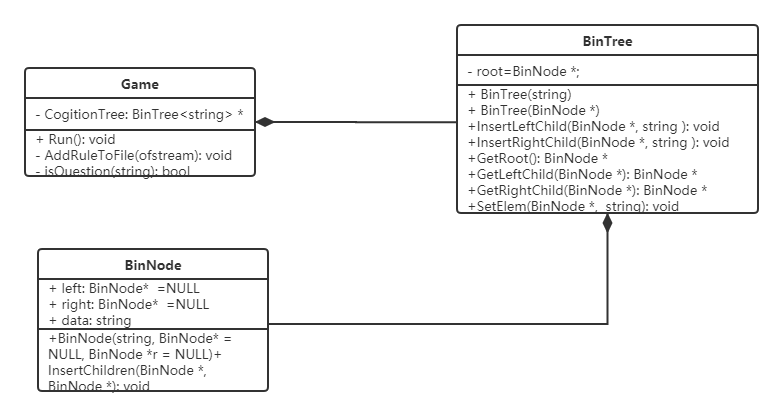 Game
- CogitionTree: BinTree<string> *
+ Run(): void
- AddRuleToFile(ofstream): void
- isQuestion(string): bool
BinTree
- root=BinNode *;
+ BinTree(string)
+ BinTree(BinNode *)
+InsertLeftChild(BinNode *, string ): void
+InsertRightChild(BinNode *, string ): void
+GetRoot(): BinNode *
+GetLeftChild(BinNode *): BinNode *
+GetRightChild(BinNode *): BinNode *
+SetElem(BinNode *, string): void
BinNode
+ left: BinNode* =NULL
+ right: BinNode* =NULL
+ data: string
+BinNode(string, BinNode* =
NULL, BinNode *r = NULL)+
InsertChildren(BinNode *,
BinNode *): void